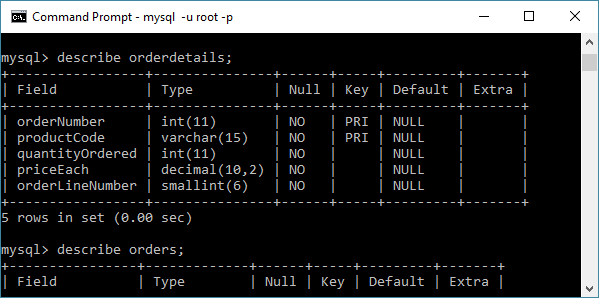 Command Prompt - mysql -u root -p
mysql> describe orderdetails;
+-----------------+---------------+------+-----+---------+-------+
| Field           | Type          | Null | Key | Default | Extra |
+-----------------+---------------+------+-----+---------+-------+
| orderNumber     | int(11)       | NO   | PRI | NULL    |       |
| productCode     | varchar(15)   | NO   | PRI | NULL    |       |
| quantityOrdered | int(11)       | NO   |     | NULL    |       |
| priceEach       | decimal(10,2) | NO   |     | NULL    |       |
| orderLineNumber | smallint(6)   | NO   |     | NULL    |       |
+-----------------+---------------+------+-----+---------+-------+
5 rows in set (0.00 sec)
mysql> describe orders;
+----------------+-------------+------+-----+---------+-------+
| Field          | Type        | Null | Key | Default | Extra |